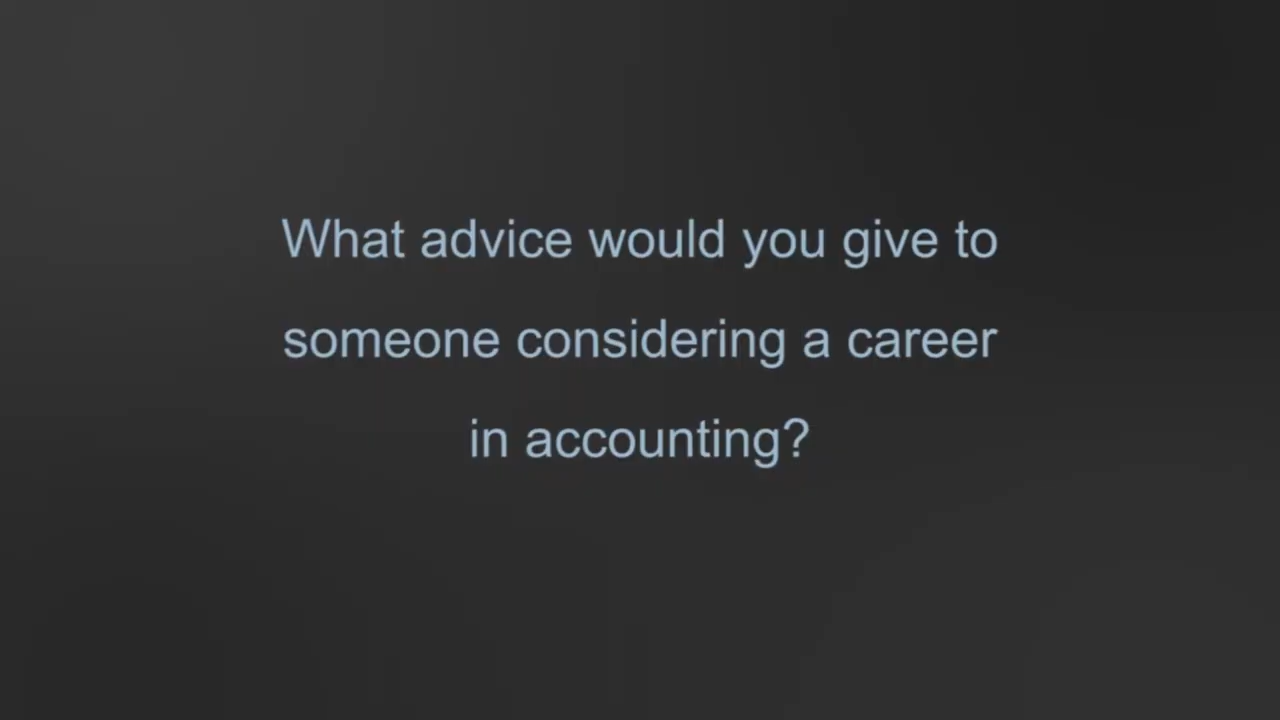 What advice would you give to
someone considering a career
in accounting?